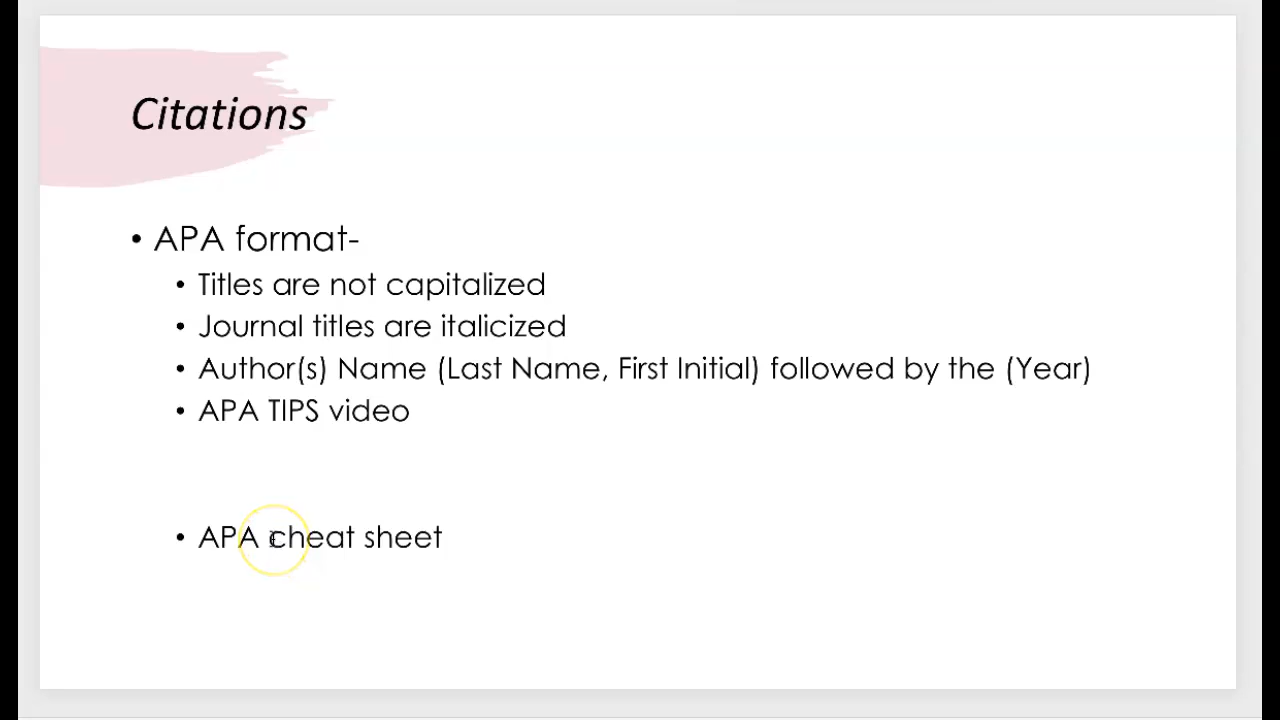 Citations
• APA format-
• Titles are not capitalized
• Journal titles are italicized
• Author(s) Name (Last Name, First Initial) followed by the (Year)
• APA TIPS video
• APA cheat sheet